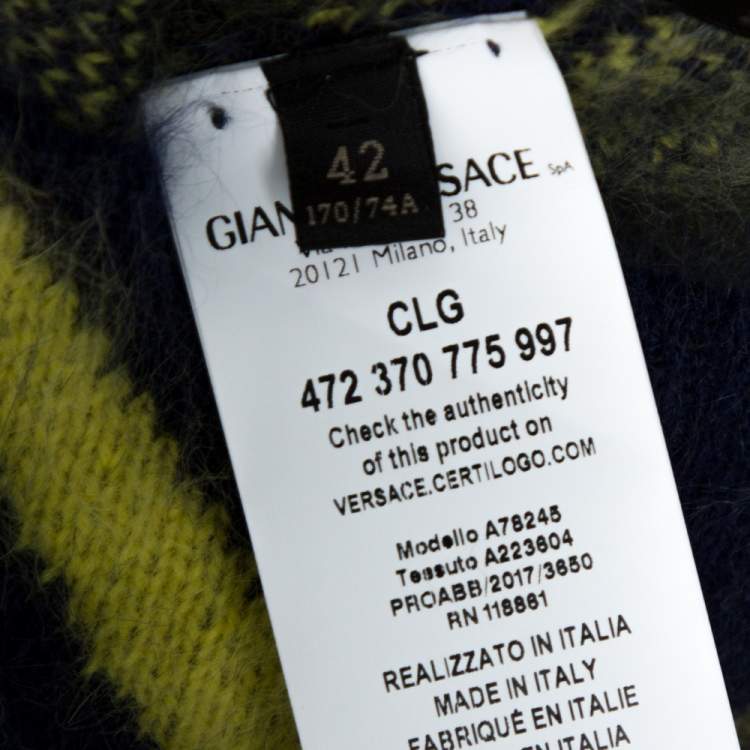 42
170/74A
GIAN SACE SpA
38
20121 Milano, Italy
CLG
472 370 775 997
Check the authenticity
of this product on
VERSACE.CERTILOGO.COM
Modello A78245
Tessuto A223604
PROABB/2017/3650
RN 118861
REALIZZATO IN ITALIA
MADE IN ITALY
FABRIQUÉ EN ITALIE
EN ITALIA